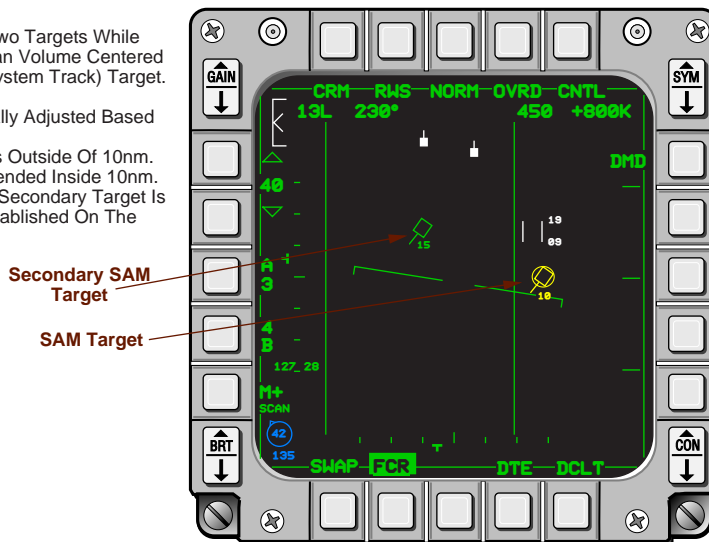 wo Targets While
an Volume Centered
ystem Track) Target.
lly Adjusted Based
s Outside Of 10nm.
ended Inside 10nm.
Secondary Target Is
ablished On The
Secondary SAM
Target
SAM Target
GAIN
SYM
BRT
CON
CRM RWS NORM OVRD CNTL
13L 230° 450 +800K
DMD
40
15
19
09
10
A
3
4
B
127_28
M+
SCAN
42
135
SWAP FCR DTE DCLT